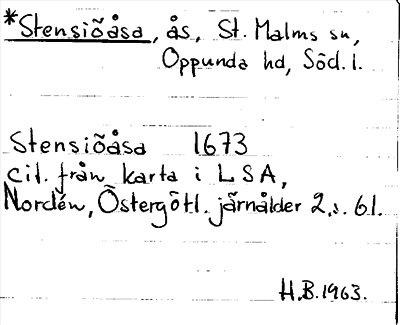 *Stensiöåsa, ås, St. Malms sn,
Oppunda hd, Söd. l.
Stensiöåsa 1673
cit. från karta i LSA,
Nordén, Östergötl. järnålder 2, s. 61.
H.B. 1963.